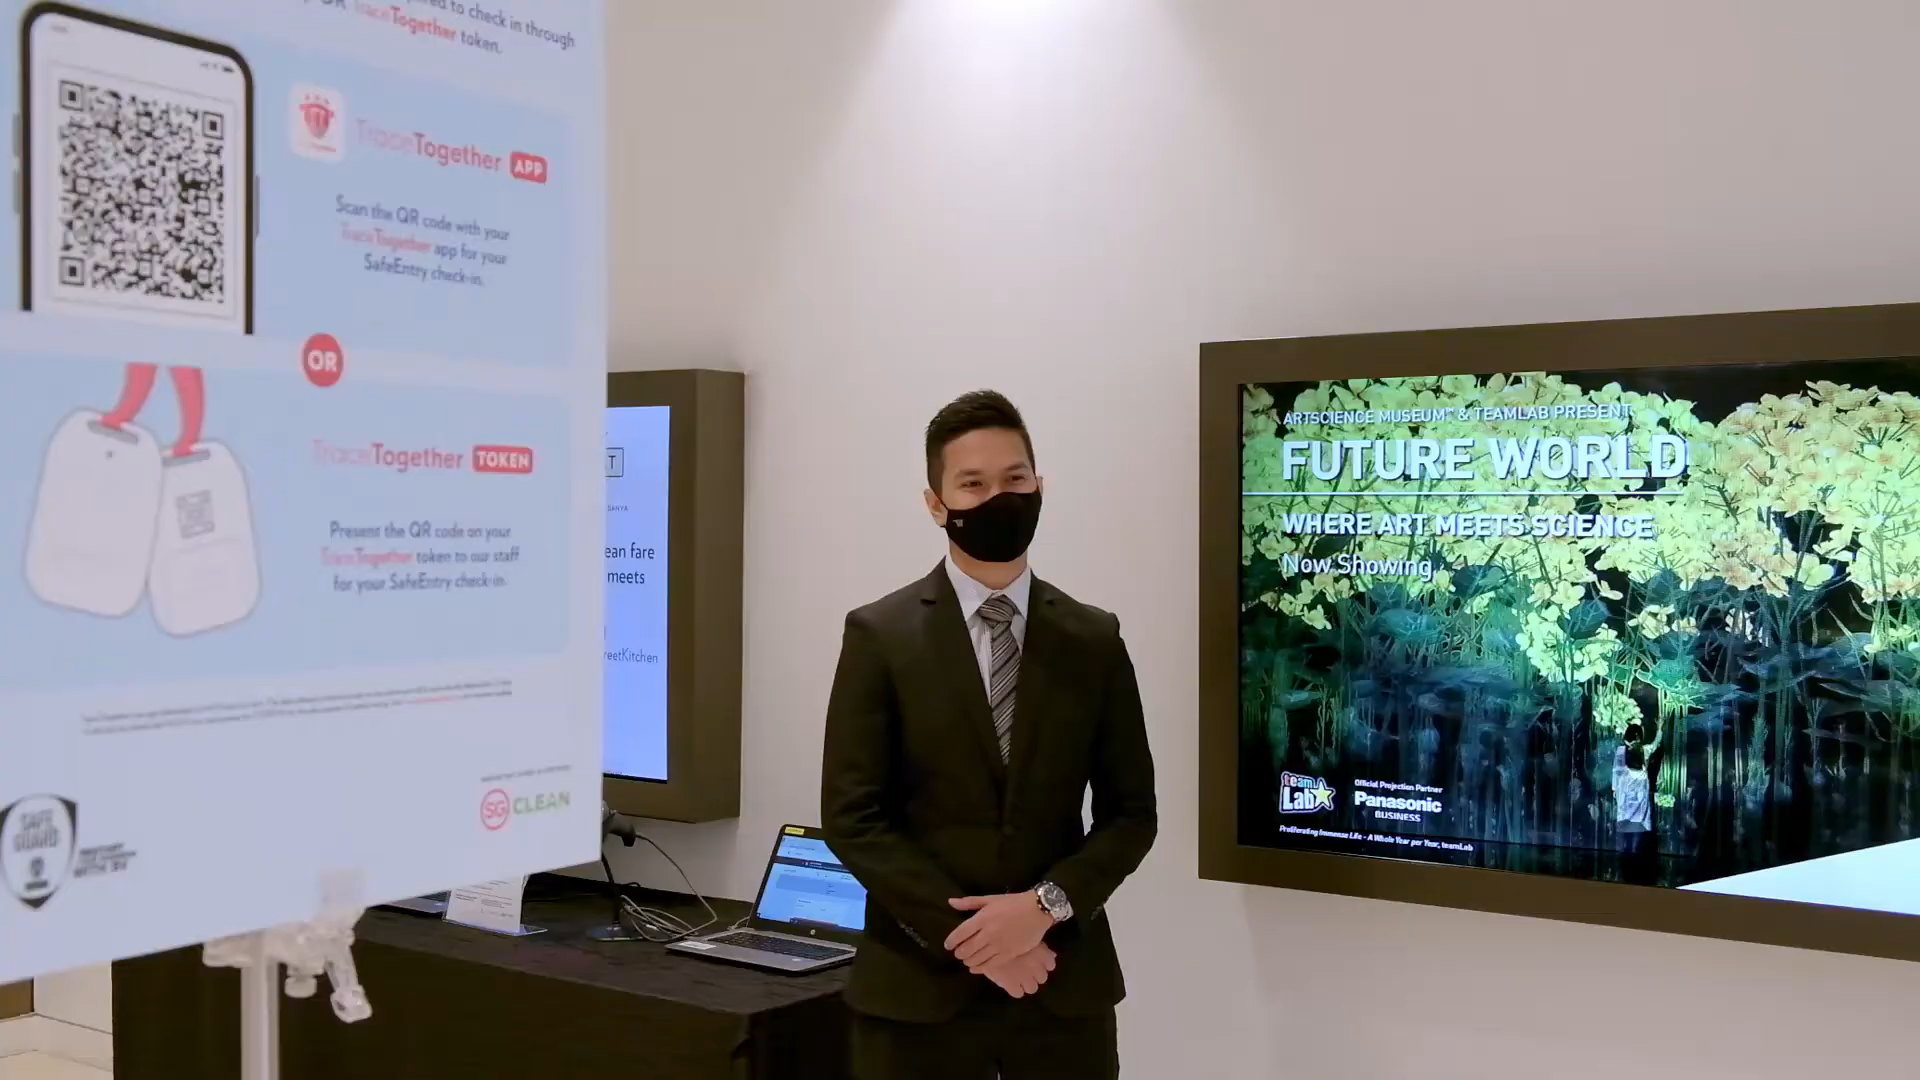 to check in through
TraceTogether token.
TraceTogether APP
Scan the QR code with your
TraceTogether app for your
SafeEntry check-in.
OR
TraceTogether TOKEN
Present the QR code on your
TraceTogether token to our staff
for your SafeEntry check-in.
SG CLEAN
SAFE
GUARD
T
ean fare
meets
reetKitchen
ARTSCIENCE MUSEUM™ & TEAMLAB PRESENT
FUTURE WORLD
WHERE ART MEETS SCIENCE
Now Showing
team
Lab
Official Projection Partner
Panasonic
BUSINESS
Proliferating Immense Life - A Whole Year per Year, teamLab